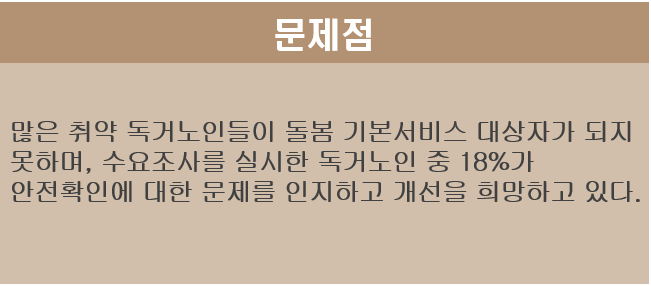 문제점
많은 취약 독거노인들이 돌봄 기본서비스 대상자가 되지
못하며, 수요조사를 실시한 독거노인 중 18%가
안전확인에 대한 문제를 인지하고 개선을 희망하고 있다.